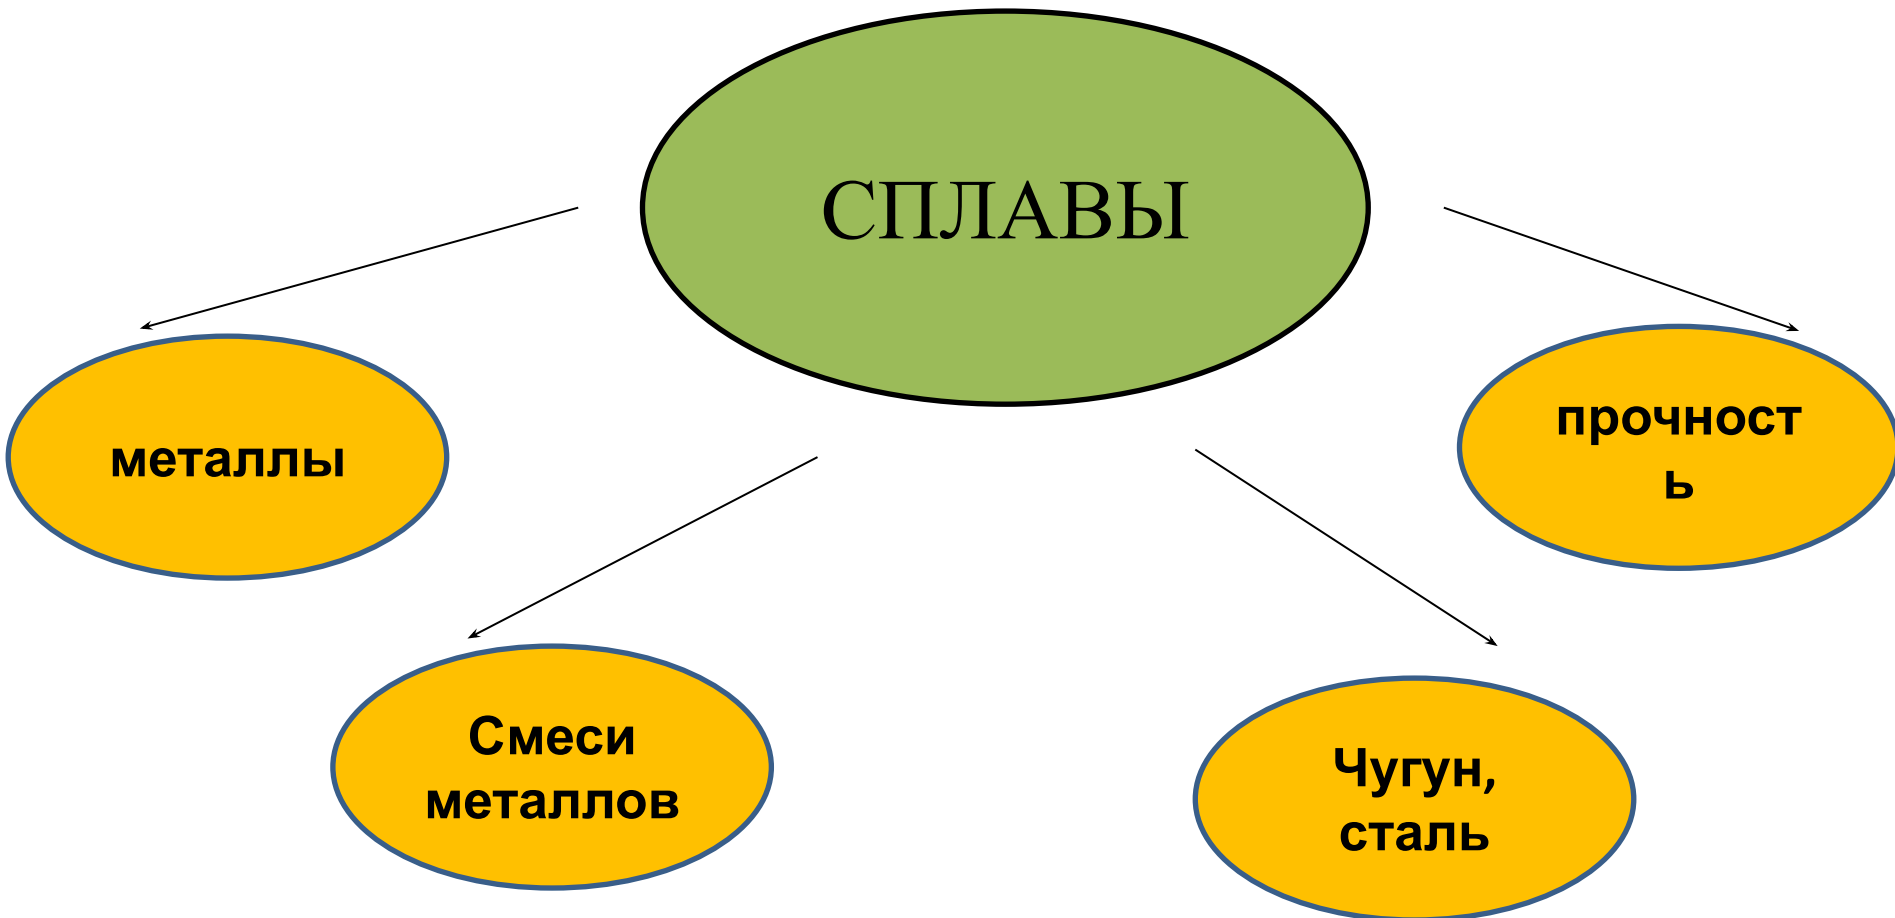 СПЛАВЫ
металлы
прочност
ь
Смеси
металлов
Чугун,
сталь